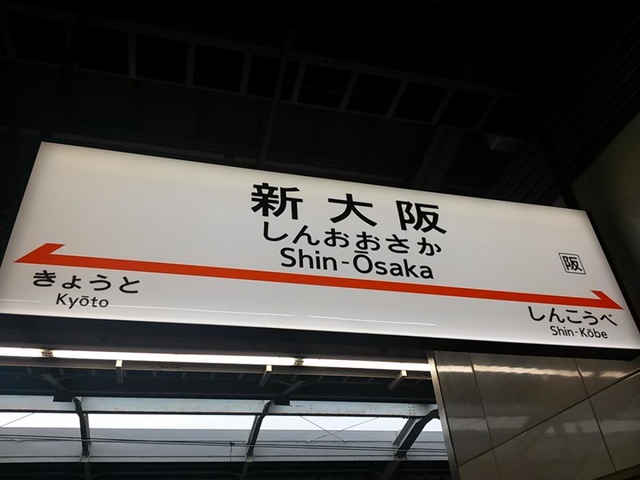 新大阪
しんおおさか
Shin-Ōsaka
阪
きょうと
Kyōto
しんこうべ
Shin-Kōbe